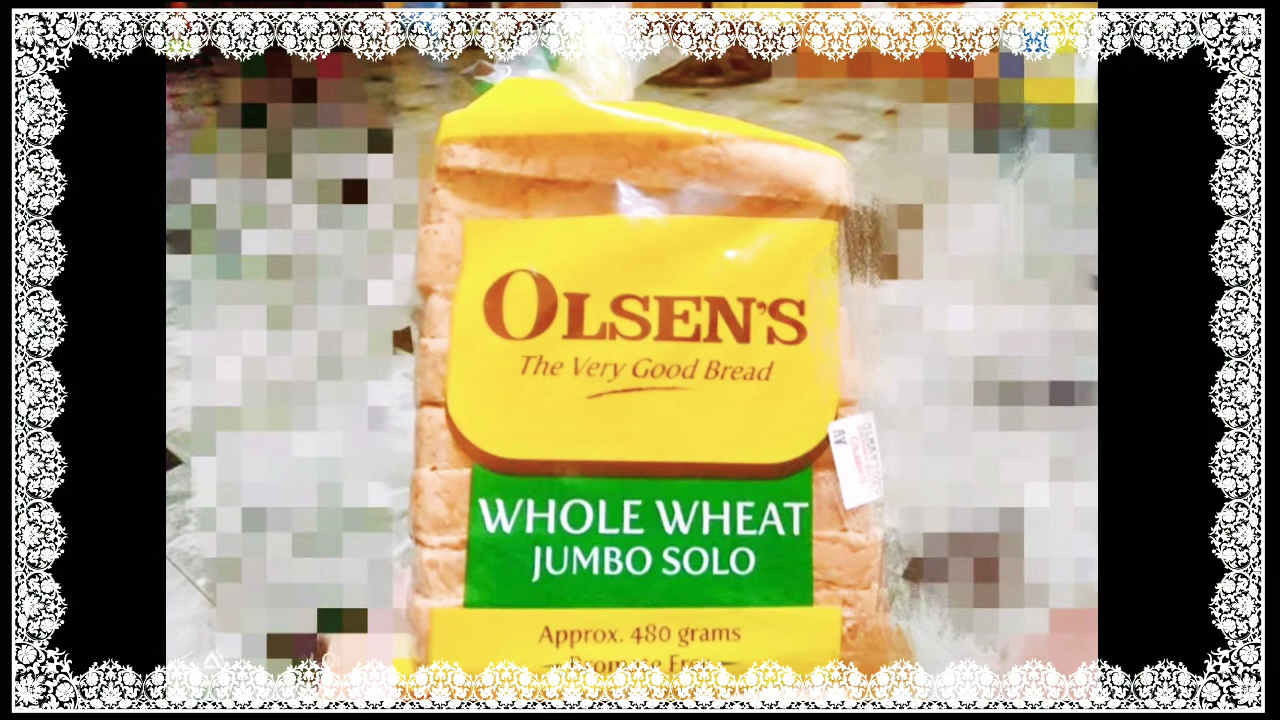 OLSEN'S
The Very Good Bread
WHOLE WHEAT
JUMBO SOLO
Approx. 480 grams